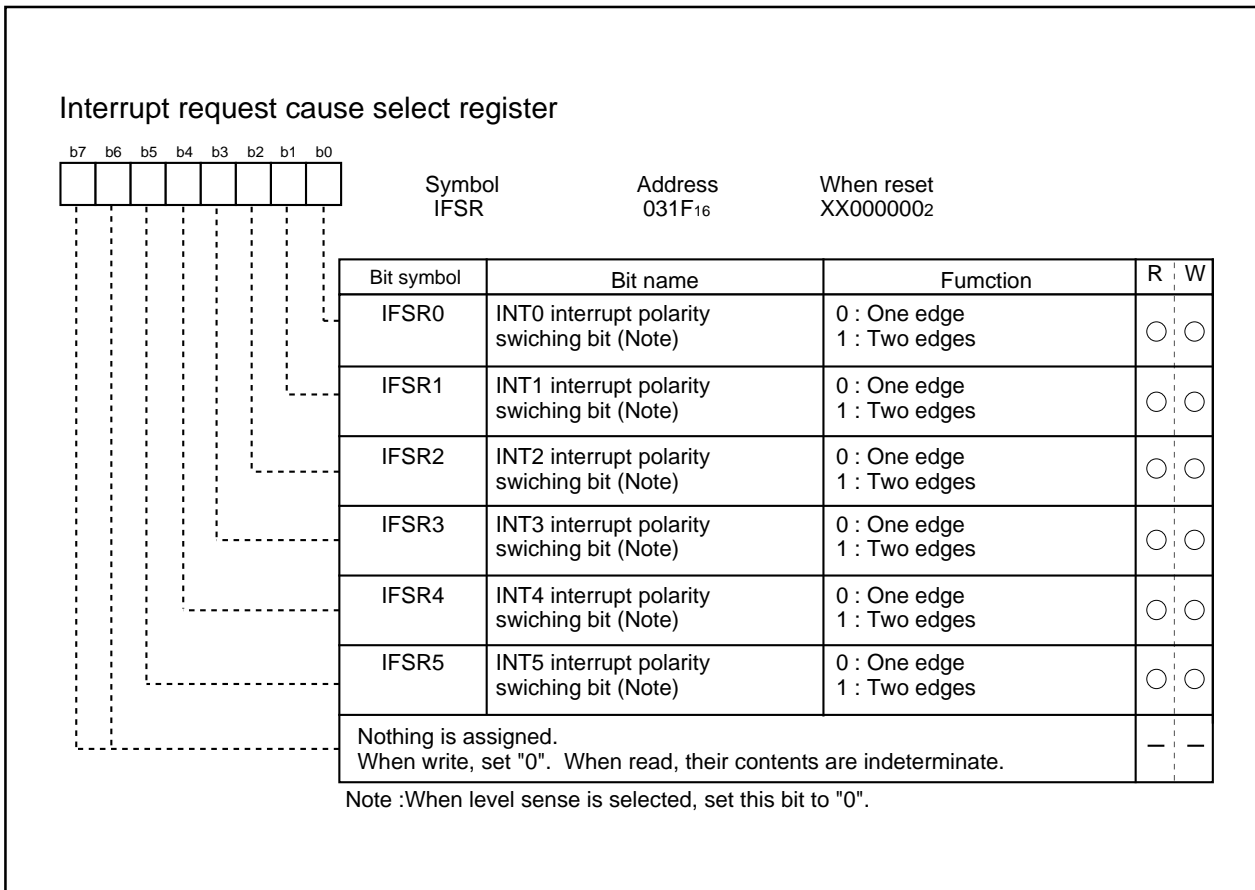 Interrupt request cause select register
b7 b6 b5 b4 b3 b2 b1 b0
Symbol Address When reset
IFSR 031F16 XX0000002
Bit symbol Bit name Fumction R W
IFSR0 INT0 interrupt polarity 0 : One edge
swiching bit (Note) 1 : Two edges
IFSR1 INT1 interrupt polarity 0 : One edge
swiching bit (Note) 1 : Two edges
IFSR2 INT2 interrupt polarity 0 : One edge
swiching bit (Note) 1 : Two edges
IFSR3 INT3 interrupt polarity 0 : One edge
swiching bit (Note) 1 : Two edges
IFSR4 INT4 interrupt polarity 0 : One edge
swiching bit (Note) 1 : Two edges
IFSR5 INT5 interrupt polarity 0 : One edge
swiching bit (Note) 1 : Two edges
Nothing is assigned.
When write, set "0". When read, their contents are indeterminate. – –
Note :When level sense is selected, set this bit to "0".